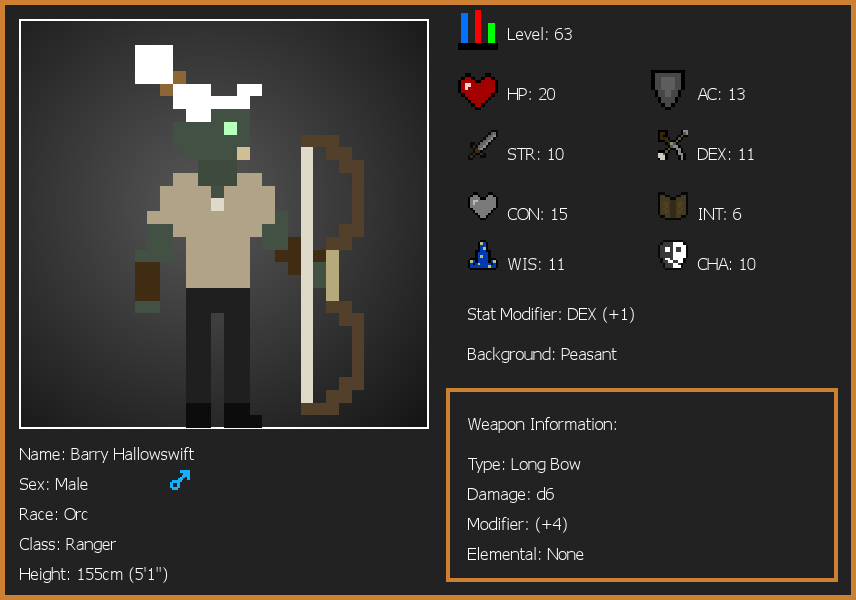 Level: 63
HP: 20
AC: 13
STR: 10
DEX: 11
CON: 15
INT: 6
WIS: 11
CHA: 10
Stat Modifier: DEX (+1)
Background: Peasant
Weapon Information:
Type: Long Bow
Damage: d6
Modifier: (+4)
Elemental: None
Name: Barry Hallowswift
Sex: Male
Race: Orc
Class: Ranger
Height: 155cm (5'1")